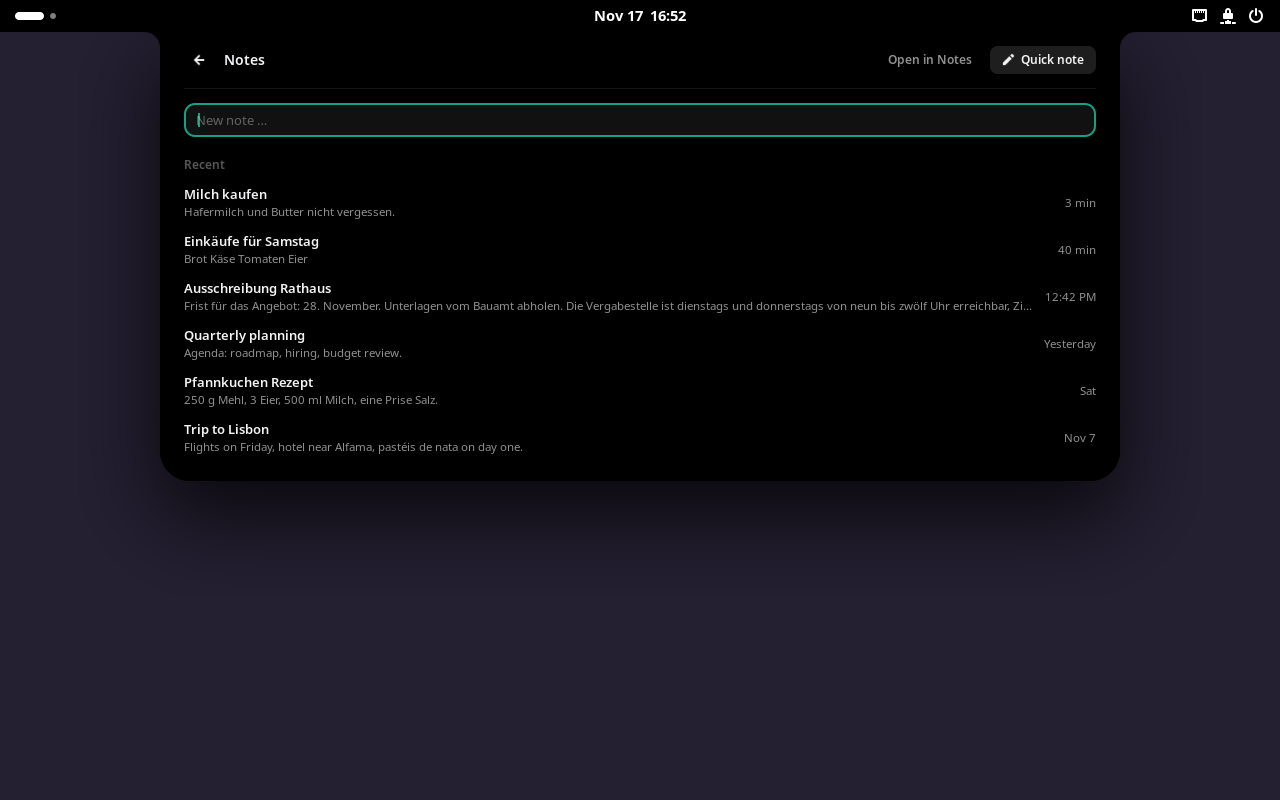 Nov 17 16:52
Notes
Open in Notes
Quick note
New note ...
Recent
Milch kaufen
Hafermilch und Butter nicht vergessen.
3 min
Einkäufe für Samstag
Brot Käse Tomaten Eier
40 min
Ausschreibung Rathaus
Frist für das Angebot: 28. November. Unterlagen vom Bauamt abholen. Die Vergabestelle ist dienstags und donnerstags von neun bis zwölf Uhr erreichbar, Zi...
12:42 PM
Quarterly planning
Agenda: roadmap, hiring, budget review.
Yesterday
Pfannkuchen Rezept
250 g Mehl, 3 Eier, 500 ml Milch, eine Prise Salz.
Sat
Trip to Lisbon
Flights on Friday, hotel near Alfama, pastéis de nata on day one.
Nov 7